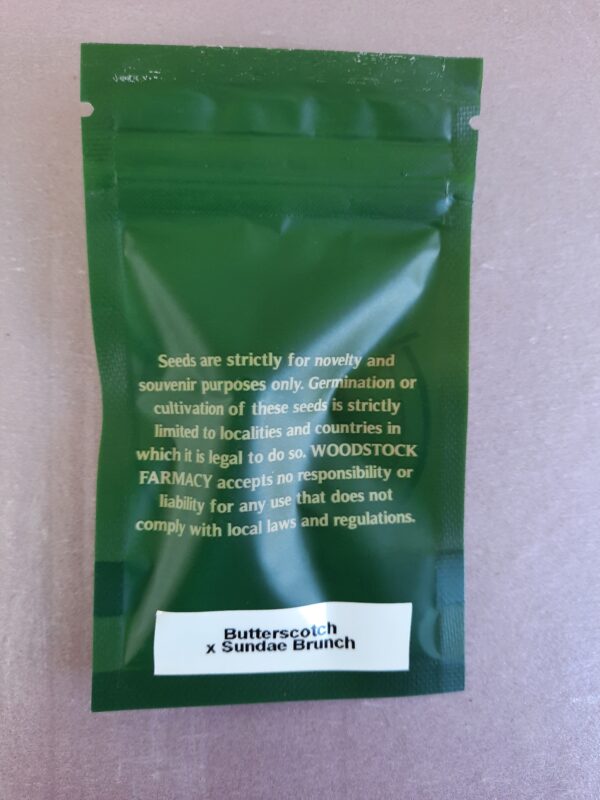 Seeds are strictly for novelty and
souvenir purposes only. Germination or
cultivation of these seeds is strictly
limited to localities and countries in
which it is legal to do so. WOODSTOCK
FARMACY accepts no responsibility or
liability for any use that does not
comply with local laws and regulations.
Butterscotch
x Sundae Brunch